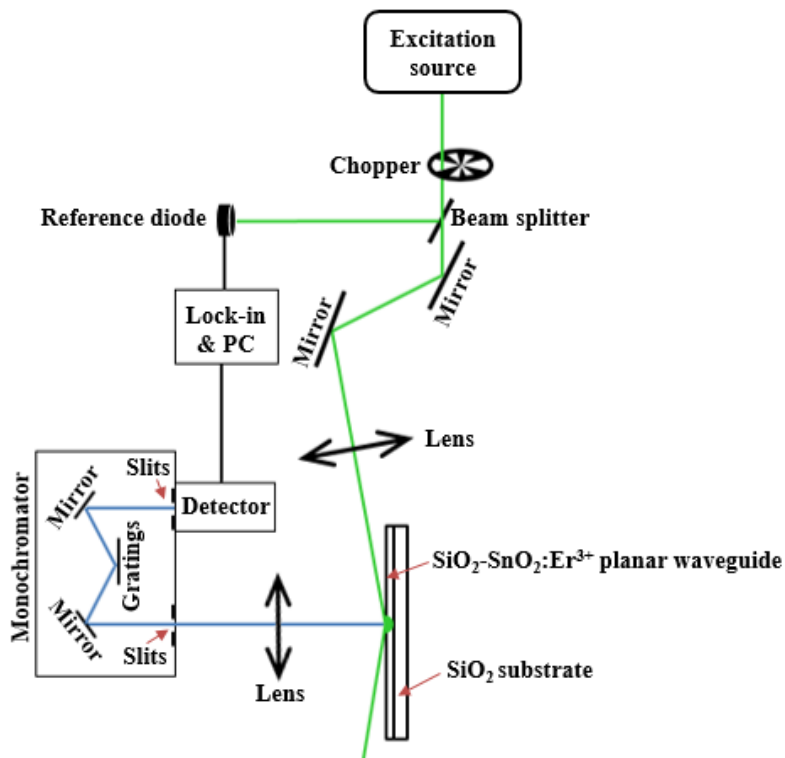 Excitation
source
Chopper
Reference diode
Beam splitter
Mirror
Mirror
Lock-in
& PC
Lens
Slits
Mirror
Monochromator
Detector
Gratings
SiO₂-SnO₂:Er³⁺ planar waveguide
Mirror
Slits
Lens
SiO₂ substrate